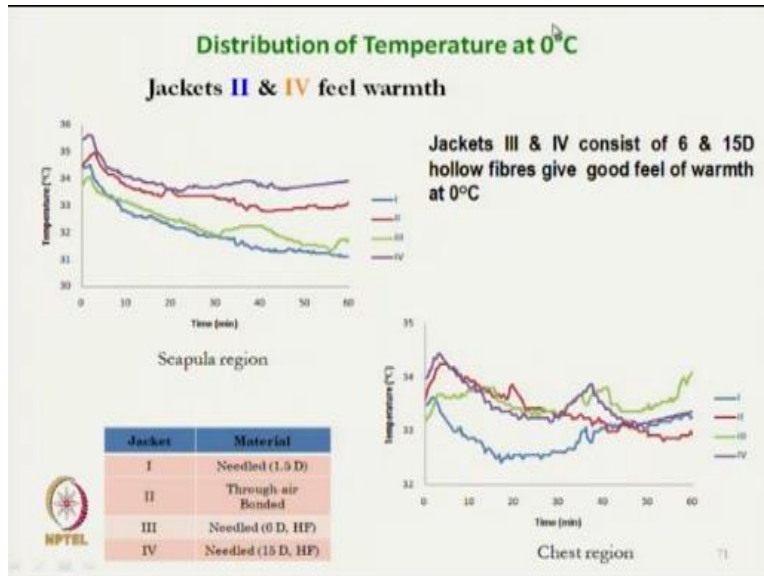 Distribution of Temperature at 0°C
Jackets II & IV feel warmth
Jackets III & IV consist of 6 & 15D
hollow fibres give good feel of warmth
at 0°C
Temperature (°C)
36
35
34
33
32
31
30
0 10 20 30 40 50 60
Time (min)
I
II
III
IV
Scapula region
Temperature (°C)
35
34
33
32
0 10 20 30 40 50 60
Time (min)
I
II
III
IV
Chest region
Jacket Material
I Needled (1.5 D)
II Through-air
Bonded
III Needled (6 D, HF)
IV Needled (15 D, HF)
NPTEL
71